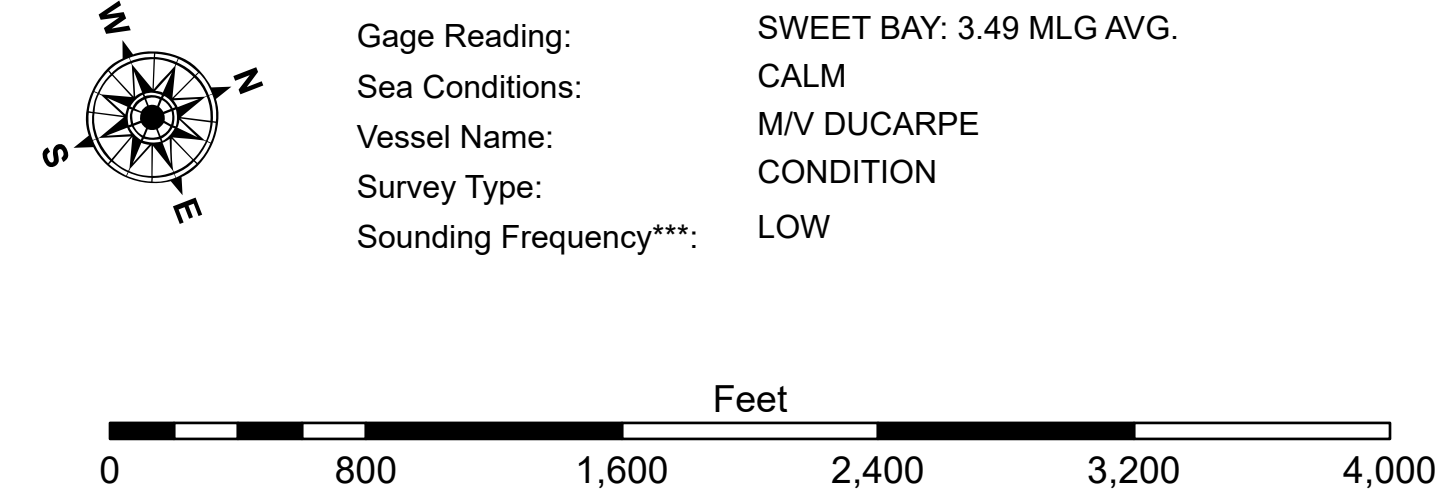 W
N
S
E
Gage Reading: SWEET BAY: 3.49 MLG AVG.
Sea Conditions: CALM
Vessel Name: M/V DUCARPE
Survey Type: CONDITION
Sounding Frequency***: LOW
Feet
0 800 1,600 2,400 3,200 4,000